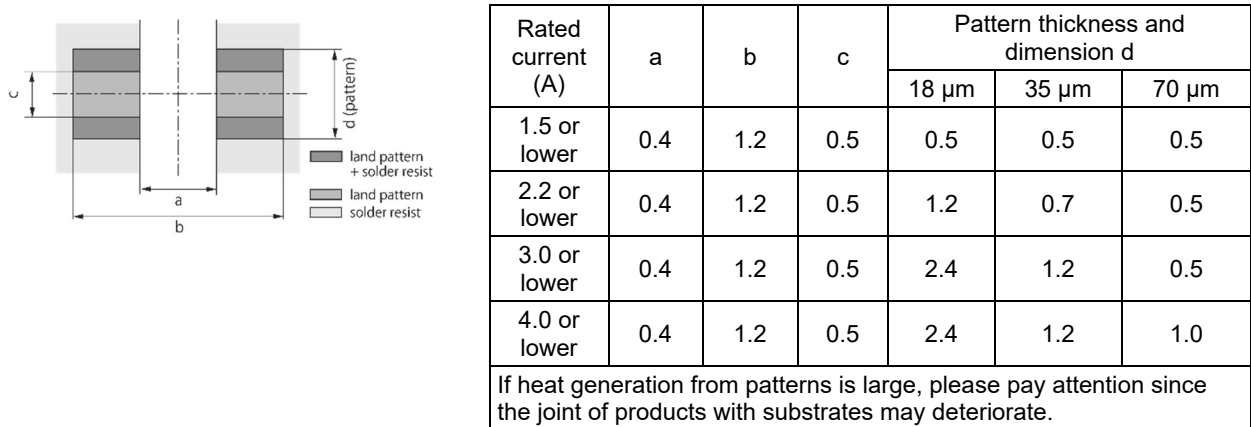 c
d (pattern)
land pattern
+ solder resist
land pattern
solder resist
a
b
Rated
current
(A)
a
b
c
Pattern thickness and
dimension d
18 µm
35 µm
70 µm
1.5 or
lower
0.4
1.2
0.5
0.5
0.5
0.5
2.2 or
lower
0.4
1.2
0.5
1.2
0.7
0.5
3.0 or
lower
0.4
1.2
0.5
2.4
1.2
0.5
4.0 or
lower
0.4
1.2
0.5
2.4
1.2
1.0
If heat generation from patterns is large, please pay attention since
the joint of products with substrates may deteriorate.